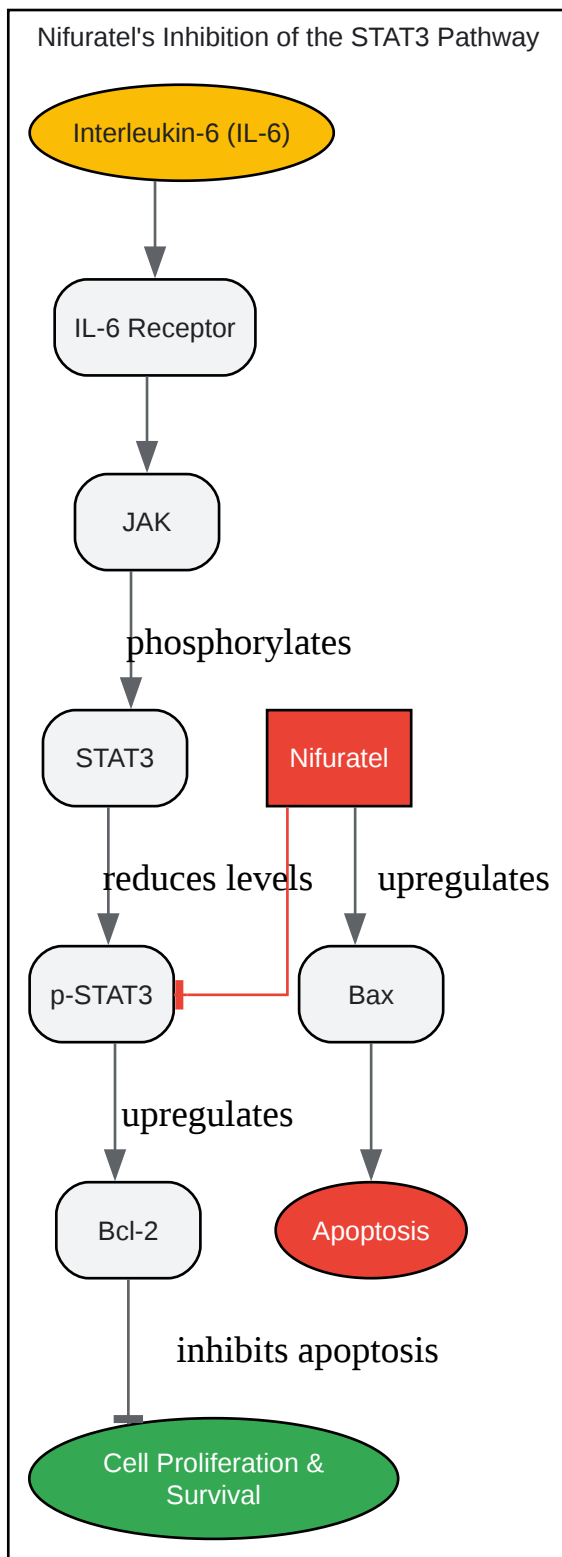 Nifuratel's Inhibition of the STAT3 Pathway
Interleukin-6 (IL-6)
IL-6 Receptor
JAK
phosphorylates
STAT3
Nifuratel
reduces levels
upregulates
p-STAT3
Bax
upregulates
Bcl-2
Apoptosis
inhibits apoptosis
Cell Proliferation &
Survival